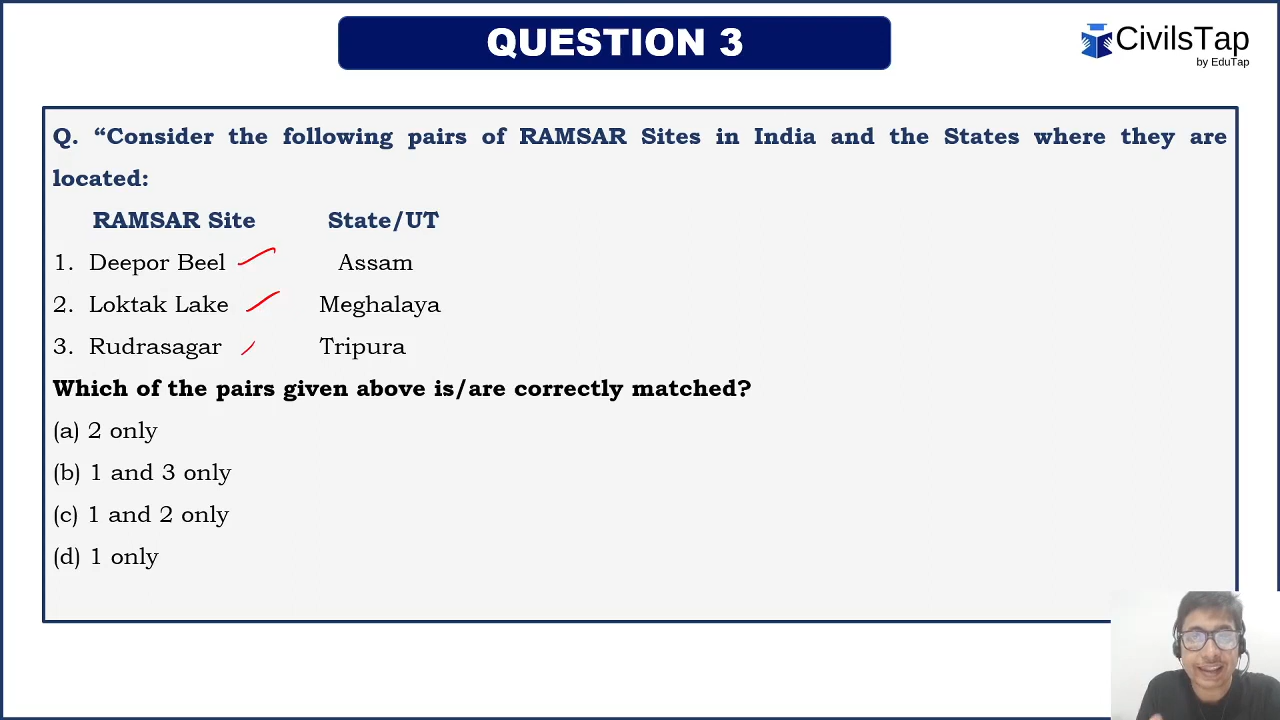 QUESTION 3
CivilsTap
by EduTap
Q. “Consider the following pairs of RAMSAR Sites in India and the States where they are
located:
RAMSAR Site State/UT
1. Deepor Beel Assam
2. Loktak Lake Meghalaya
3. Rudrasagar Tripura
Which of the pairs given above is/are correctly matched?
(a) 2 only
(b) 1 and 3 only
(c) 1 and 2 only
(d) 1 only